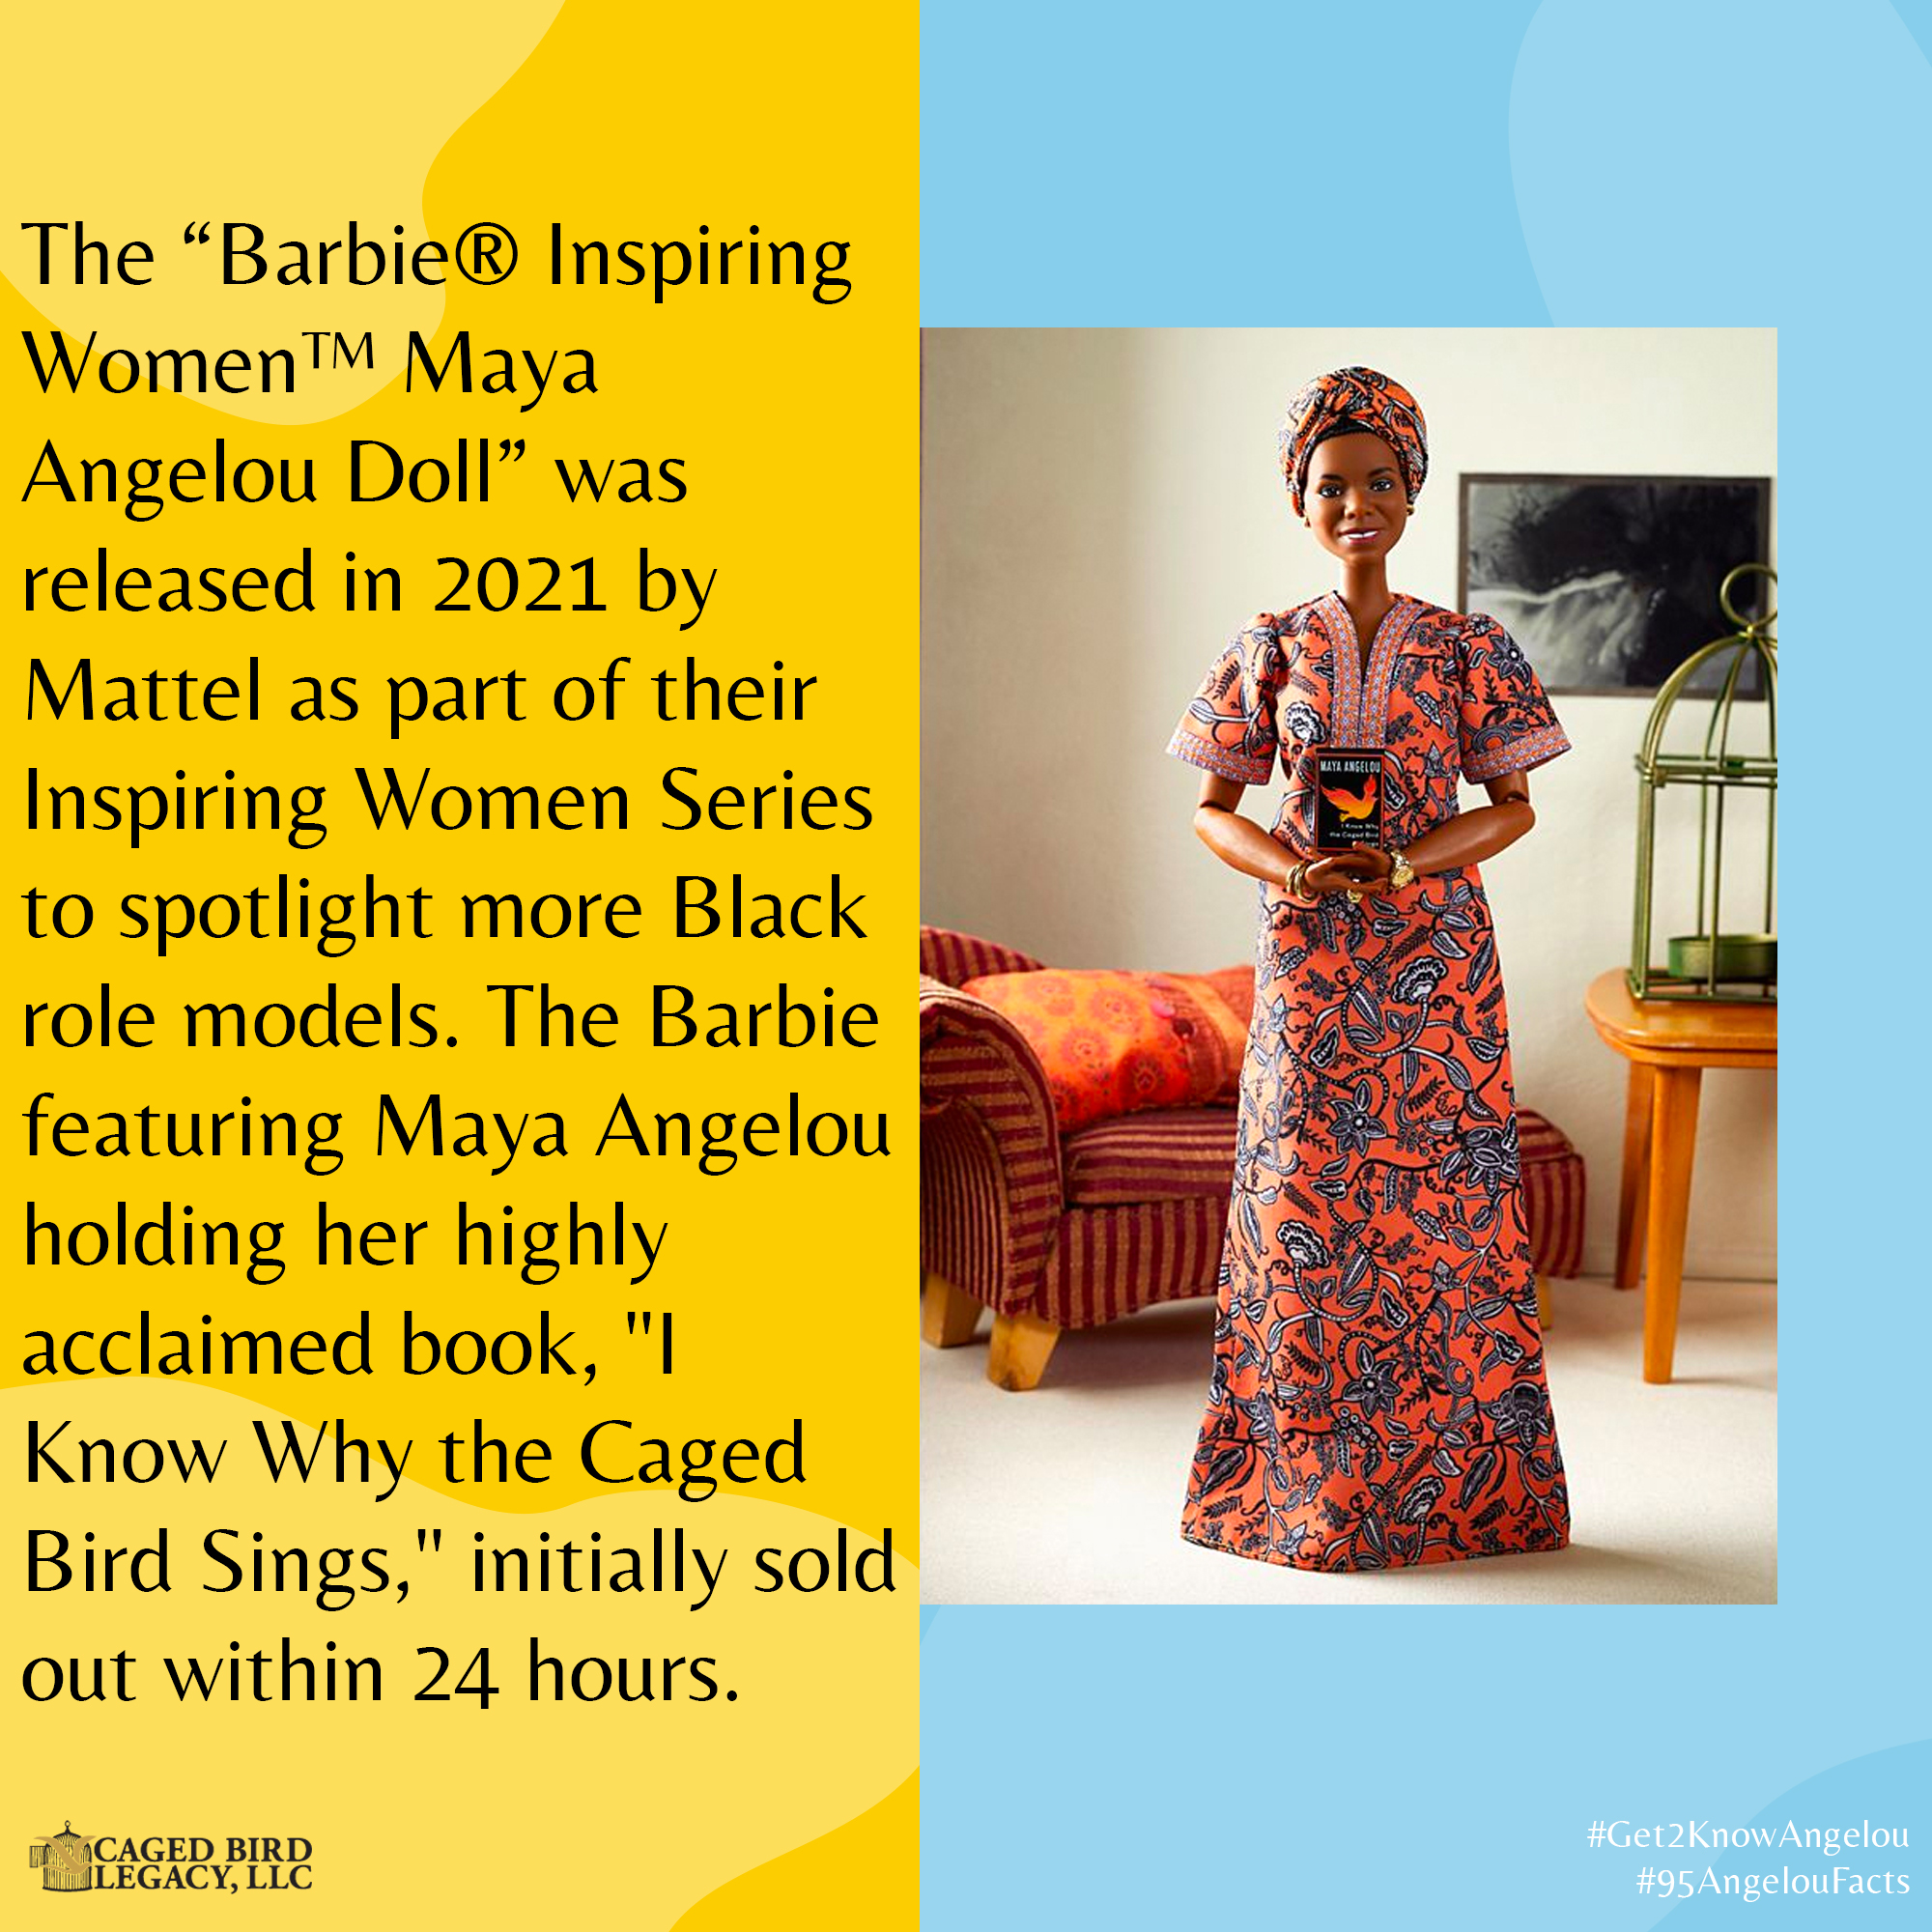 The “Barbie® Inspiring
Women™ Maya
Angelou Doll” was
released in 2021 by
Mattel as part of their
Inspiring Women Series
to spotlight more Black
role models. The Barbie
featuring Maya Angelou
holding her highly
acclaimed book, "I
Know Why the Caged
Bird Sings," initially sold
out within 24 hours.
MAYA ANGELOU
I Know Why
the Caged Bird
CAGED BIRD
LEGACY, LLC
#Get2KnowAngelou
#95AngelouFacts